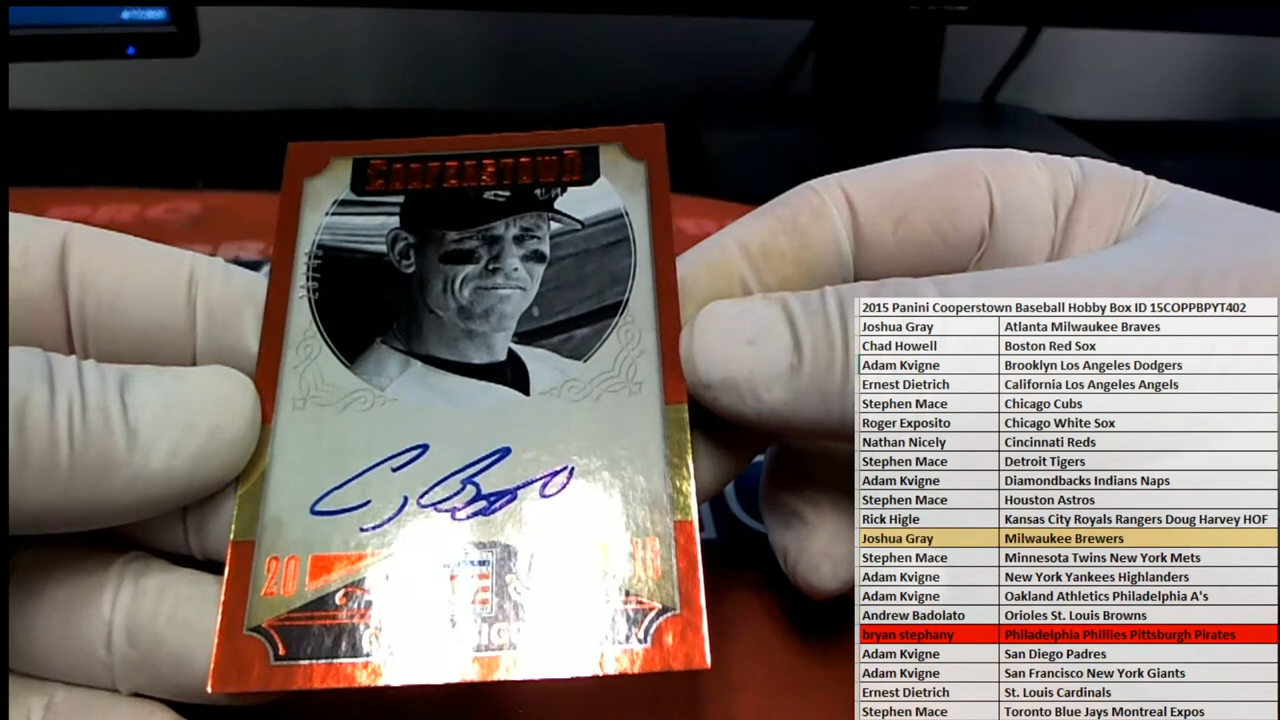 COOPERSTOWN
20 15
2015 Panini Cooperstown Baseball Hobby Box ID 15COPPBPYT402
Joshua Gray Atlanta Milwaukee Braves
Chad Howell Boston Red Sox
Adam Kvigne Brooklyn Los Angeles Dodgers
Ernest Dietrich California Los Angeles Angels
Stephen Mace Chicago Cubs
Roger Exposito Chicago White Sox
Nathan Nicely Cincinnati Reds
Stephen Mace Detroit Tigers
Adam Kvigne Diamondbacks Indians Naps
Stephen Mace Houston Astros
Rick Higle Kansas City Royals Rangers Doug Harvey HOF
Joshua Gray Milwaukee Brewers
Stephen Mace Minnesota Twins New York Mets
Adam Kvigne New York Yankees Highlanders
Adam Kvigne Oakland Athletics Philadelphia A's
Andrew Badolato Orioles St. Louis Browns
bryan stephany Philadelphia Phillies Pittsburgh Pirates
Adam Kvigne San Diego Padres
Adam Kvigne San Francisco New York Giants
Ernest Dietrich St. Louis Cardinals
Stephen Mace Toronto Blue Jays Montreal Expos